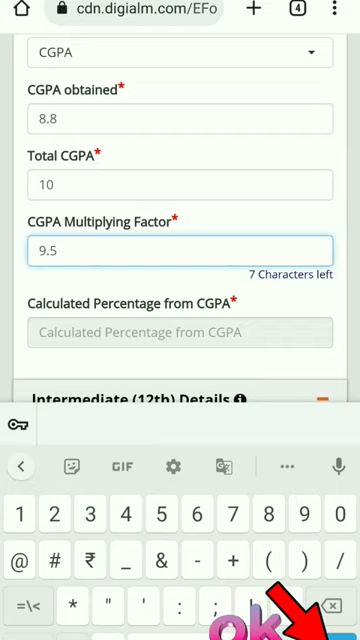 cdn.digialm.com/EFo
4
CGPA
CGPA obtained*
8.8
Total CGPA*
10
CGPA Multiplying Factor*
9.5
7 Characters left
Calculated Percentage from CGPA*
Calculated Percentage from CGPA
Intermediate (12th) Details
GIF
1 2 3 4 5 6 7 8 9 0
@ # ₹ _ & - + ( ) /
=\< * " ' : ; !
ok